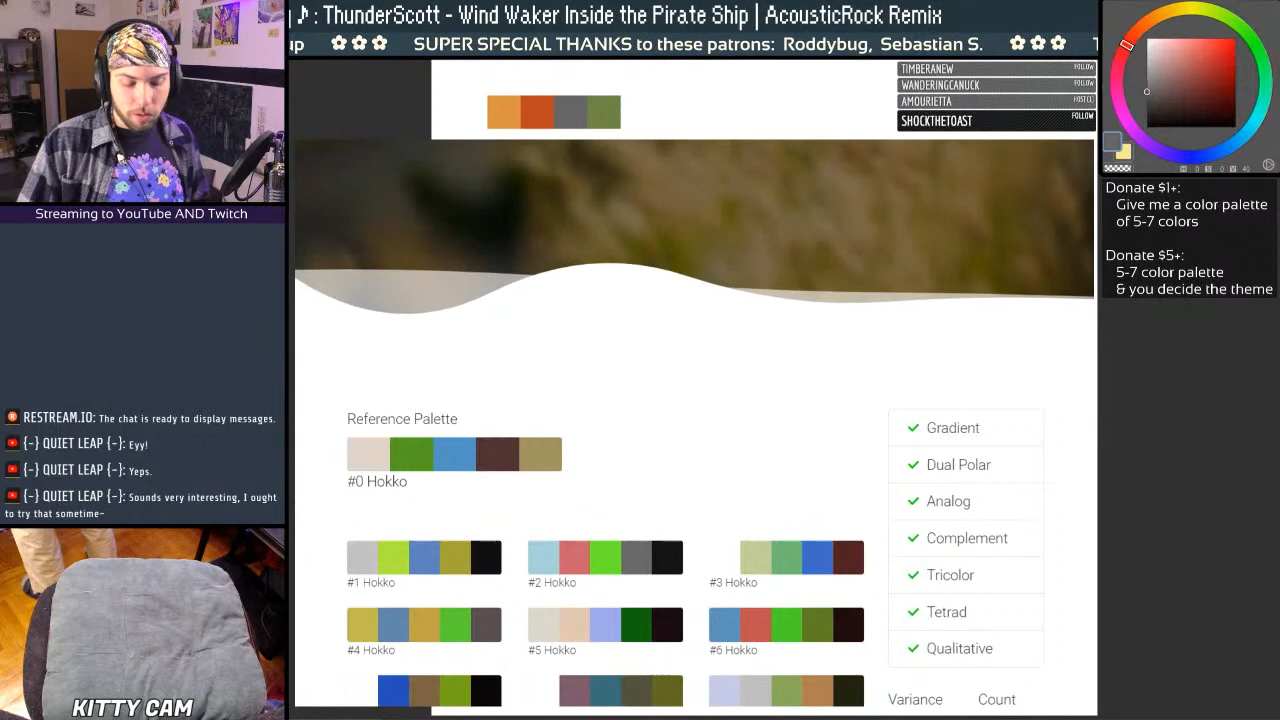 ♪ : ThunderScott - Wind Waker Inside the Pirate Ship | AcousticRock Remix
up ✿ ✿ ✿ SUPER SPECIAL THANKS to these patrons: Roddybug, Sebastian S. ✿ ✿ ✿
TIMBERANEW FOLLOW
WANDERINGCANUCK FOLLOW
AMOURIETTA HOST
SHOCKTHETOAST FOLLOW
Streaming to YouTube AND Twitch
Donate $1+:
Give me a color palette
of 5-7 colors
Donate $5+:
5-7 color palette
& you decide the theme
RESTREAM.IO: The chat is ready to display messages.
{-} QUIET LEAP {-}: Eyy!
{-} QUIET LEAP {-}: Yeps.
{-} QUIET LEAP {-}: Sounds very interesting, I ought
to try that sometime~
KITTY CAM
Reference Palette
#0 Hokko
#1 Hokko
#2 Hokko
#3 Hokko
#4 Hokko
#5 Hokko
#6 Hokko
Gradient
Dual Polar
Analog
Complement
Tricolor
Tetrad
Qualitative
Variance Count